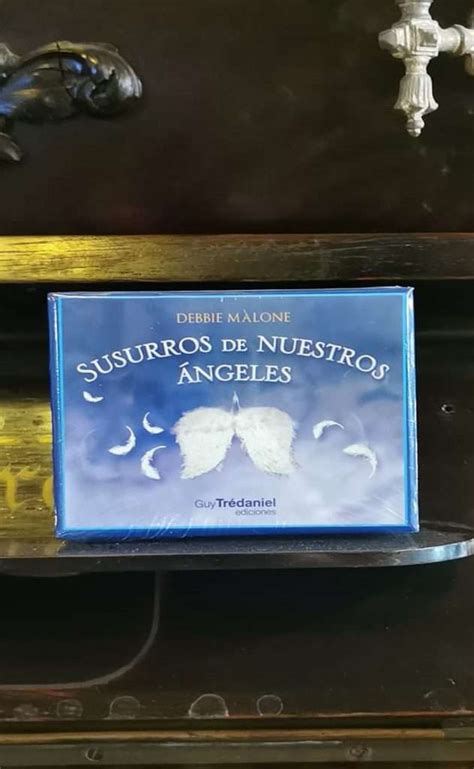 DEBBIE MÀLONE
SUSURROS DE NUESTROS
ÁNGELES
GuyTrédaniel
ediciones